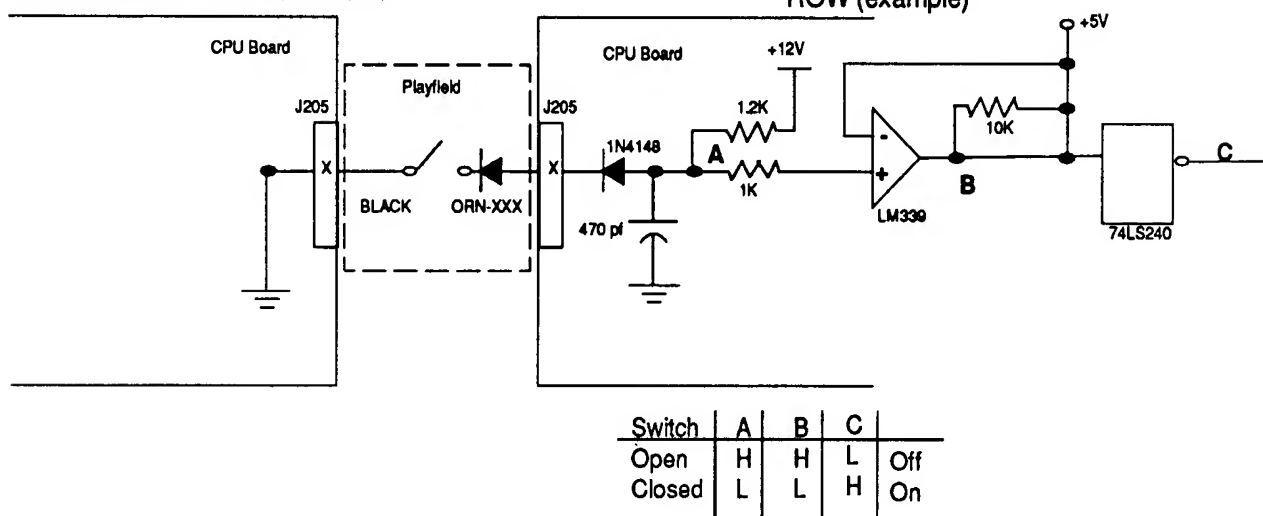 ROW (example)
+5V
CPU Board
CPU Board
+12V
Playfield
J205
J205
1.2K
10K
1N4148
A
-
X
X
1K
+
B
C
BLACK
ORN-XXX
LM339
470 pf
74LS240
Switch A B C
Open H H L Off
Closed L L H On